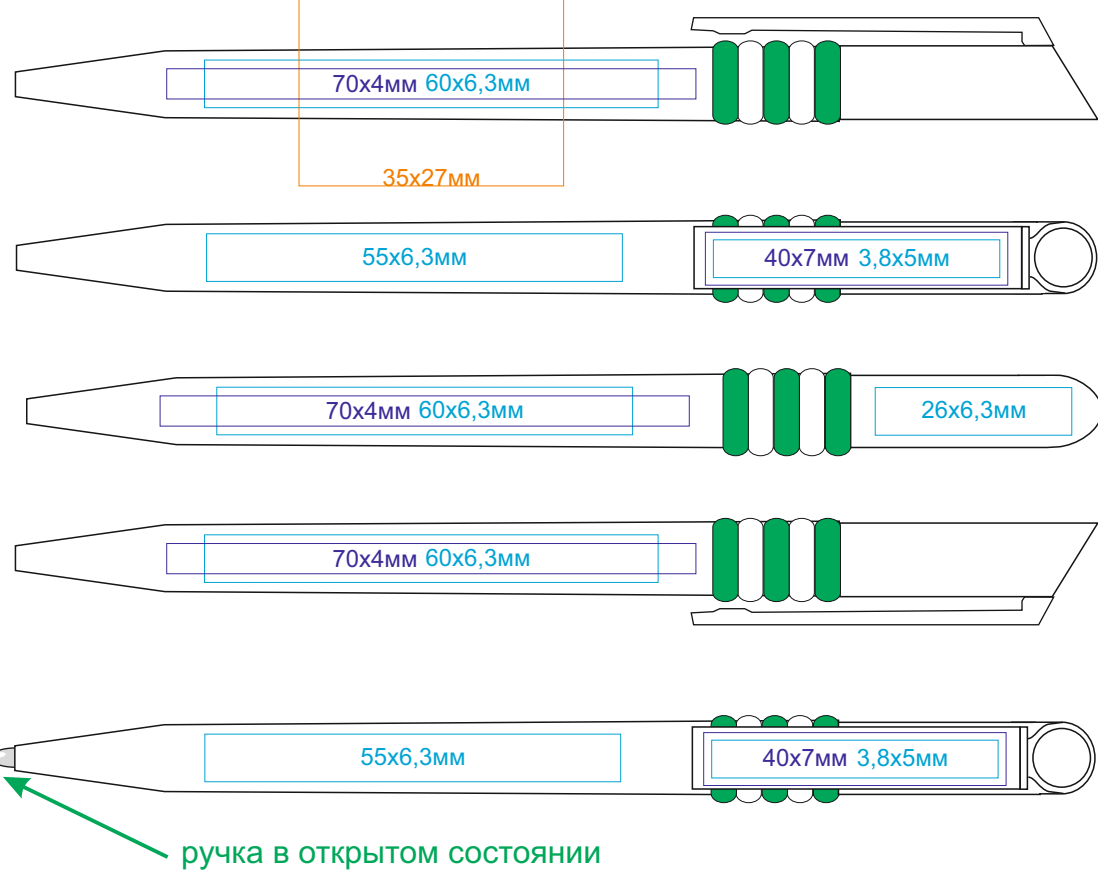 70х4мм 60х6,3мм
35х27мм
55х6,3мм 40х7мм 3,8х5мм
70х4мм 60х6,3мм 26х6,3мм
70х4мм 60х6,3мм
55х6,3мм 40х7мм 3,8х5мм
ручка в открытом состоянии